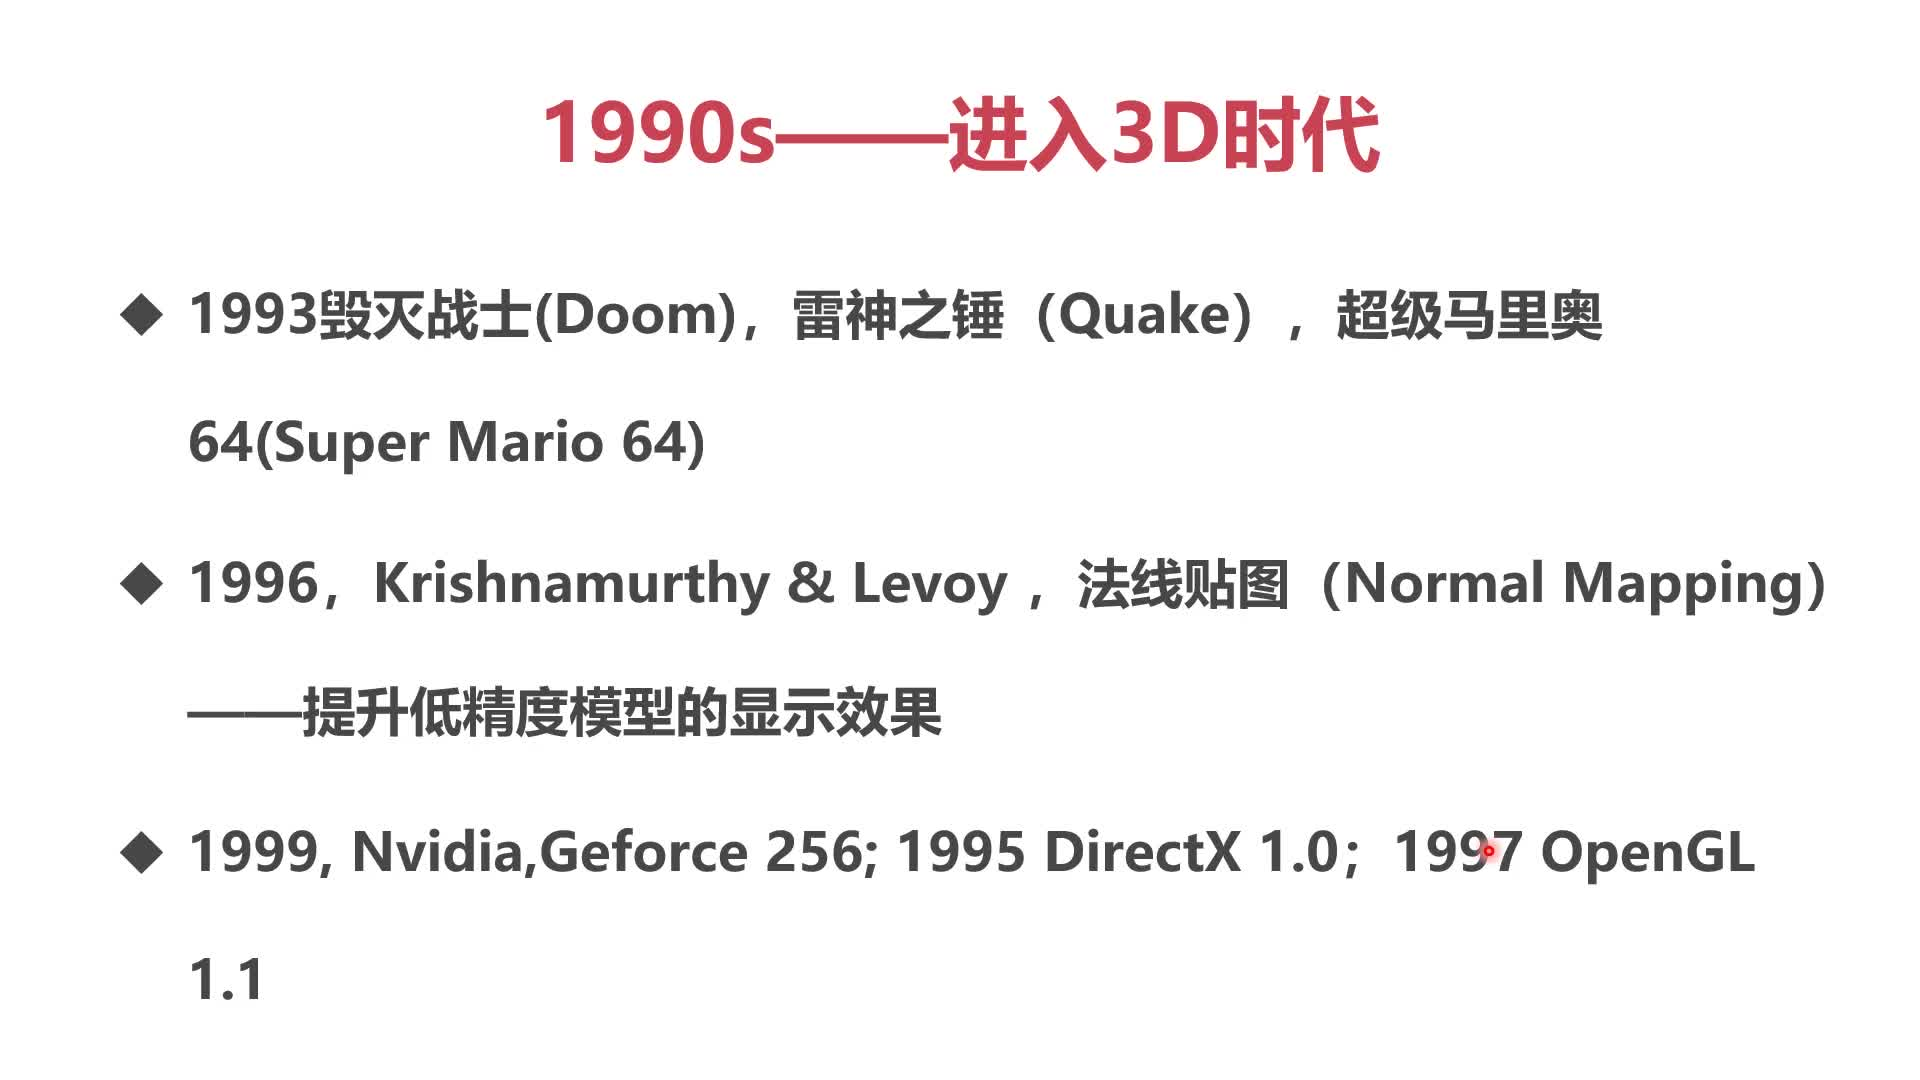 1990s——进入3D时代
◆ 1993毁灭战士(Doom)，雷神之锤（Quake），超级马里奥
64(Super Mario 64)
◆ 1996，Krishnamurthy & Levoy ，法线贴图（Normal Mapping）
——提升低精度模型的显示效果
◆ 1999, Nvidia,Geforce 256; 1995 DirectX 1.0；1997 OpenGL
1.1